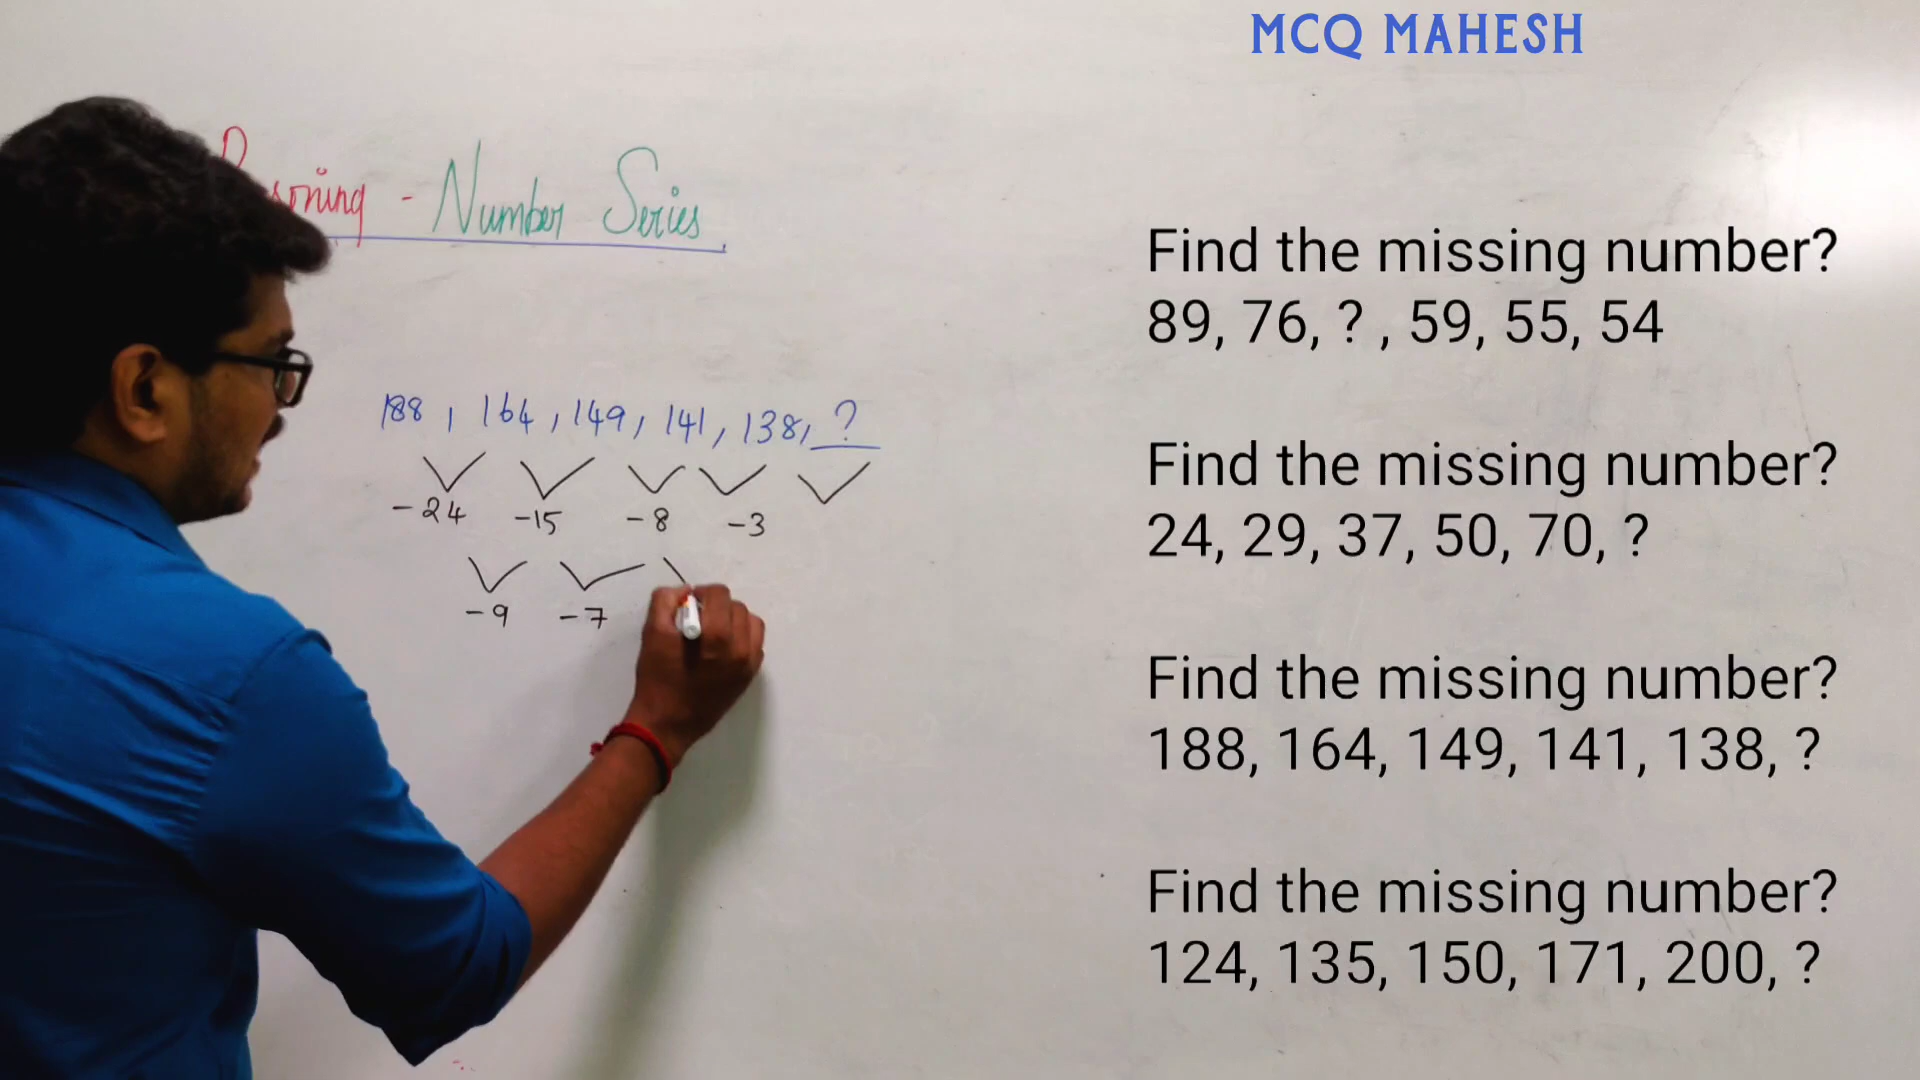 MCQ MAHESH
soning - Number Series
188, 164, 149, 141, 138, ?
-24 -15 -8 -3
-9 -7
Find the missing number?
89, 76, ? , 59, 55, 54
Find the missing number?
24, 29, 37, 50, 70, ?
Find the missing number?
188, 164, 149, 141, 138, ?
Find the missing number?
124, 135, 150, 171, 200, ?